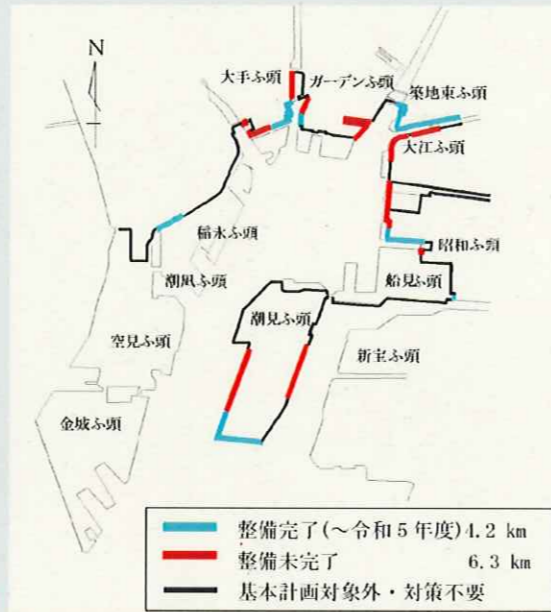 N
大手ふ頭
ガーデンふ頭
築地東ふ頭
大江ふ頭
稲永ふ頭
昭和ふ頭
潮凪ふ頭
船見ふ頭
潮見ふ頭
空見ふ頭
新宝ふ頭
金城ふ頭
整備完了(～令和5年度)4.2 km
整備未完了 6.3 km
基本計画対象外・対策不要